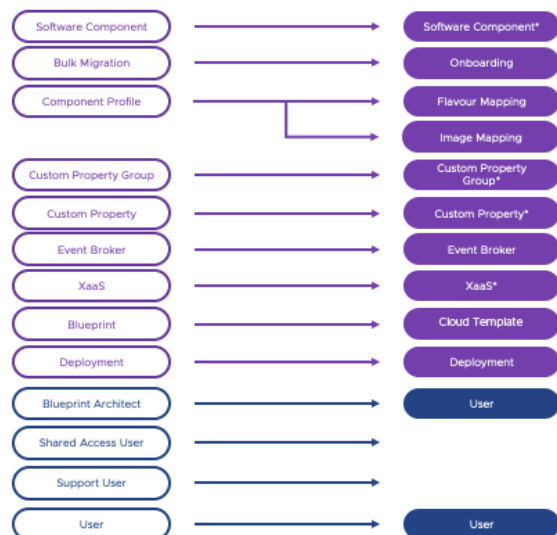 Software Component
Software Component*
Bulk Migration
Onboarding
Component Profile
Flavour Mapping
Image Mapping
Custom Property Group
Custom Property
Group*
Custom Property
Custom Property*
Event Broker
Event Broker
XaaS
XaaS*
Blueprint
Cloud Template
Deployment
Deployment
Blueprint Architect
User
Shared Access User
Support User
User
User